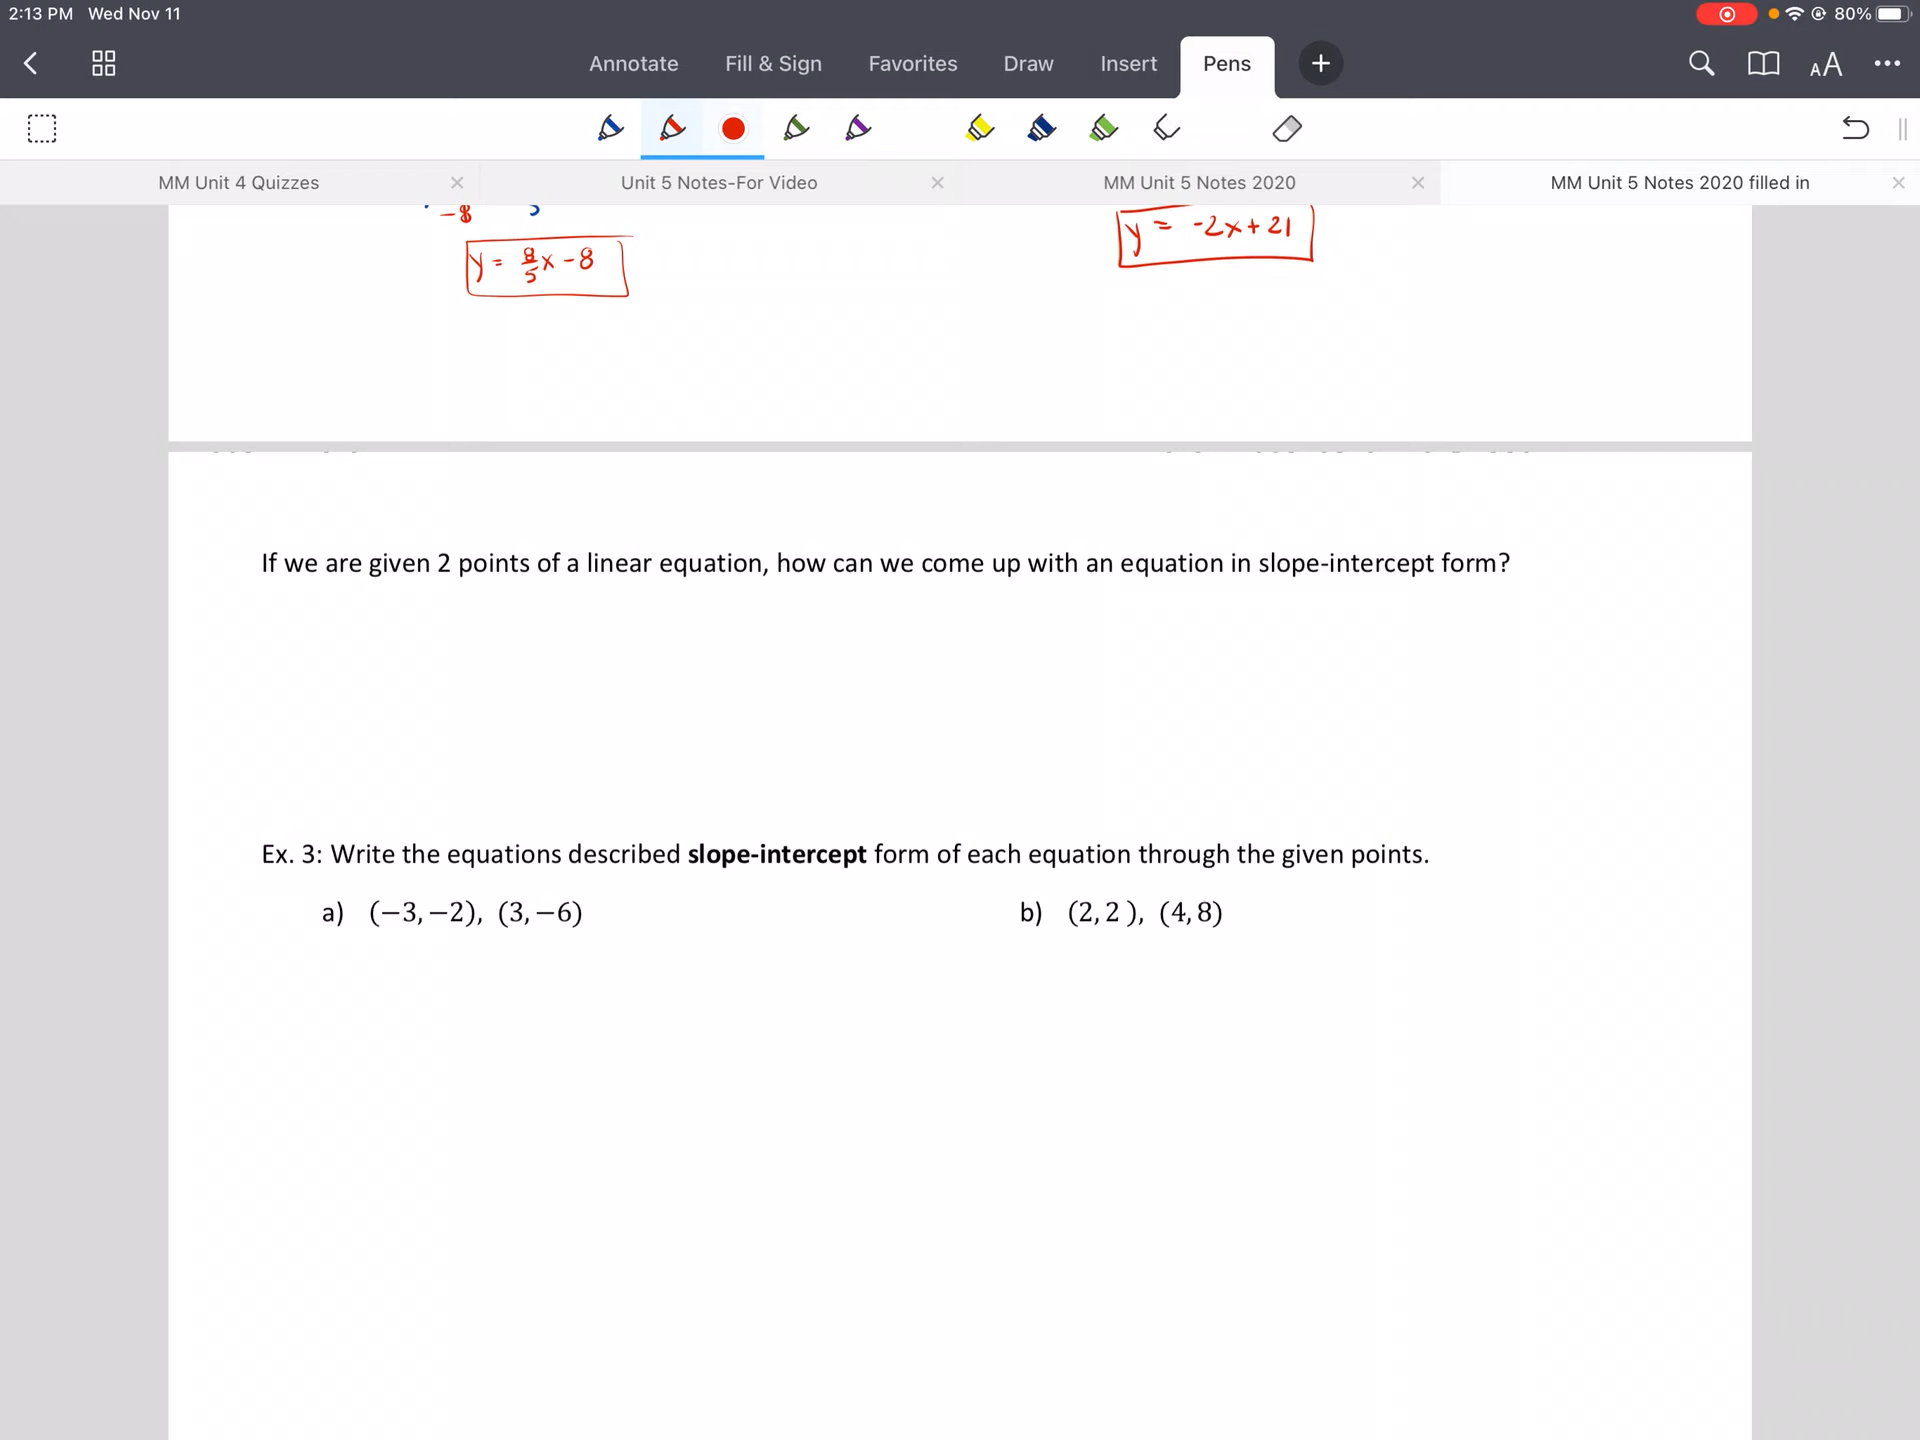 2:13 PM Wed Nov 11 80%
Annotate Fill & Sign Favorites Draw Insert Pens
MM Unit 4 Quizzes Unit 5 Notes-For Video MM Unit 5 Notes 2020 MM Unit 5 Notes 2020 filled in
-8
y = 8/5 x - 8
y = -2x + 21
If we are given 2 points of a linear equation, how can we come up with an equation in slope-intercept form?
Ex. 3: Write the equations described slope-intercept form of each equation through the given points.
a) (−3, −2), (3, −6) b) (2, 2 ), (4, 8)